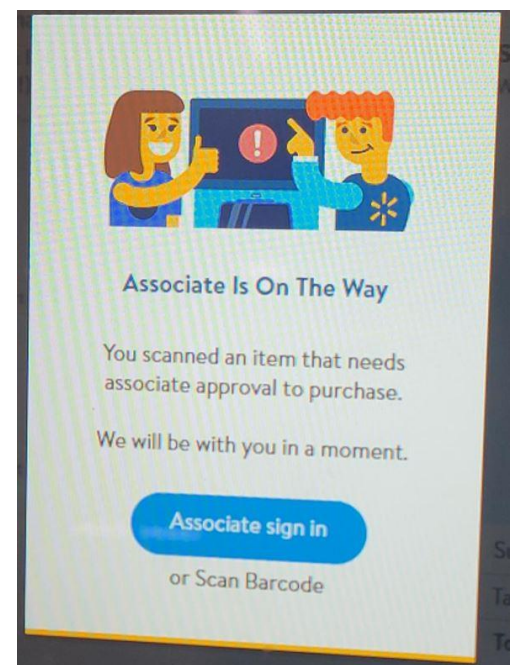 Associate Is On The Way
You scanned an item that needs
associate approval to purchase.
We will be with you in a moment.
Associate sign in
or Scan Barcode